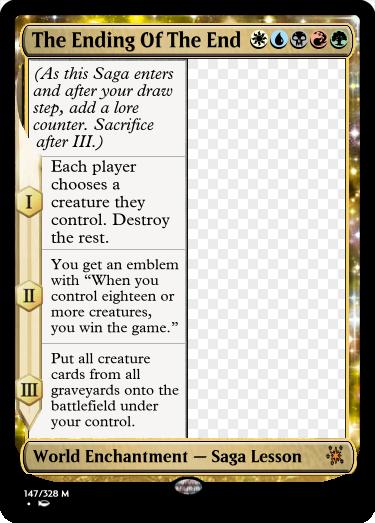 The Ending Of The End
(As this Saga enters
and after your draw
step, add a lore
counter. Sacrifice
after III.)
I
Each player
chooses a
creature they
control. Destroy
the rest.
II
You get an emblem
with “When you
control eighteen or
more creatures,
you win the game.”
III
Put all creature
cards from all
graveyards onto the
battlefield under
your control.
World Enchantment — Saga Lesson
147/328 M